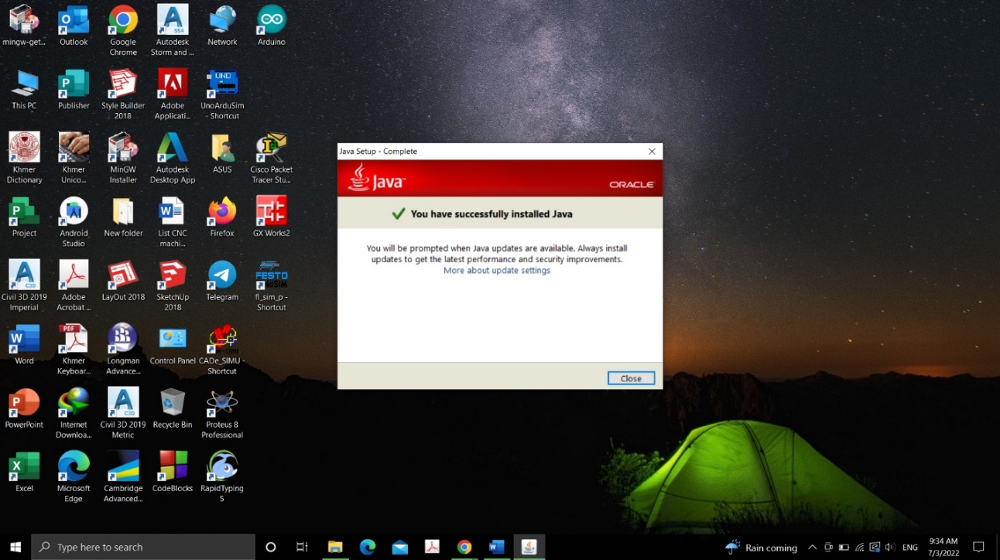 mingw-get...
Outlook
Google
Chrome
Autodesk
Storm and ...
Network
Arduino
This PC
Publisher
Style Builder
2018
Adobe
Applicati...
UNO
UnoArduSim
- Shortcut
Khmer
Dictionary
Khmer
Unico...
MinGW
Installer
Autodesk
Desktop App
ASUS
Cisco Packet
Tracer Stu...
Project
Android
Studio
New folder
List CNC
machi...
Firefox
GX Works2
Civil 3D 2019
Imperial
Adobe
Acrobat ...
LayOut 2018
SketchUp
2018
Telegram
FESTO
fl_sim_p -
Shortcut
Word
PDF
Khmer
Keyboar...
Longman
Advance...
Control Panel
CADe_SIMU -
Shortcut
PowerPoint
Internet
Downloa...
Civil 3D 2019
Metric
Recycle Bin
Proteus 8
Professional
Excel
Microsoft
Edge
Cambridge
Advanced...
CodeBlocks
RapidTyping
5
Java Setup - Complete
Java™
ORACLE
You have successfully installed Java
You will be prompted when Java updates are available. Always install
updates to get the latest performance and security improvements.
More about update settings
Close
Type here to search
Rain coming
ENG
9:34 AM
7/3/2022